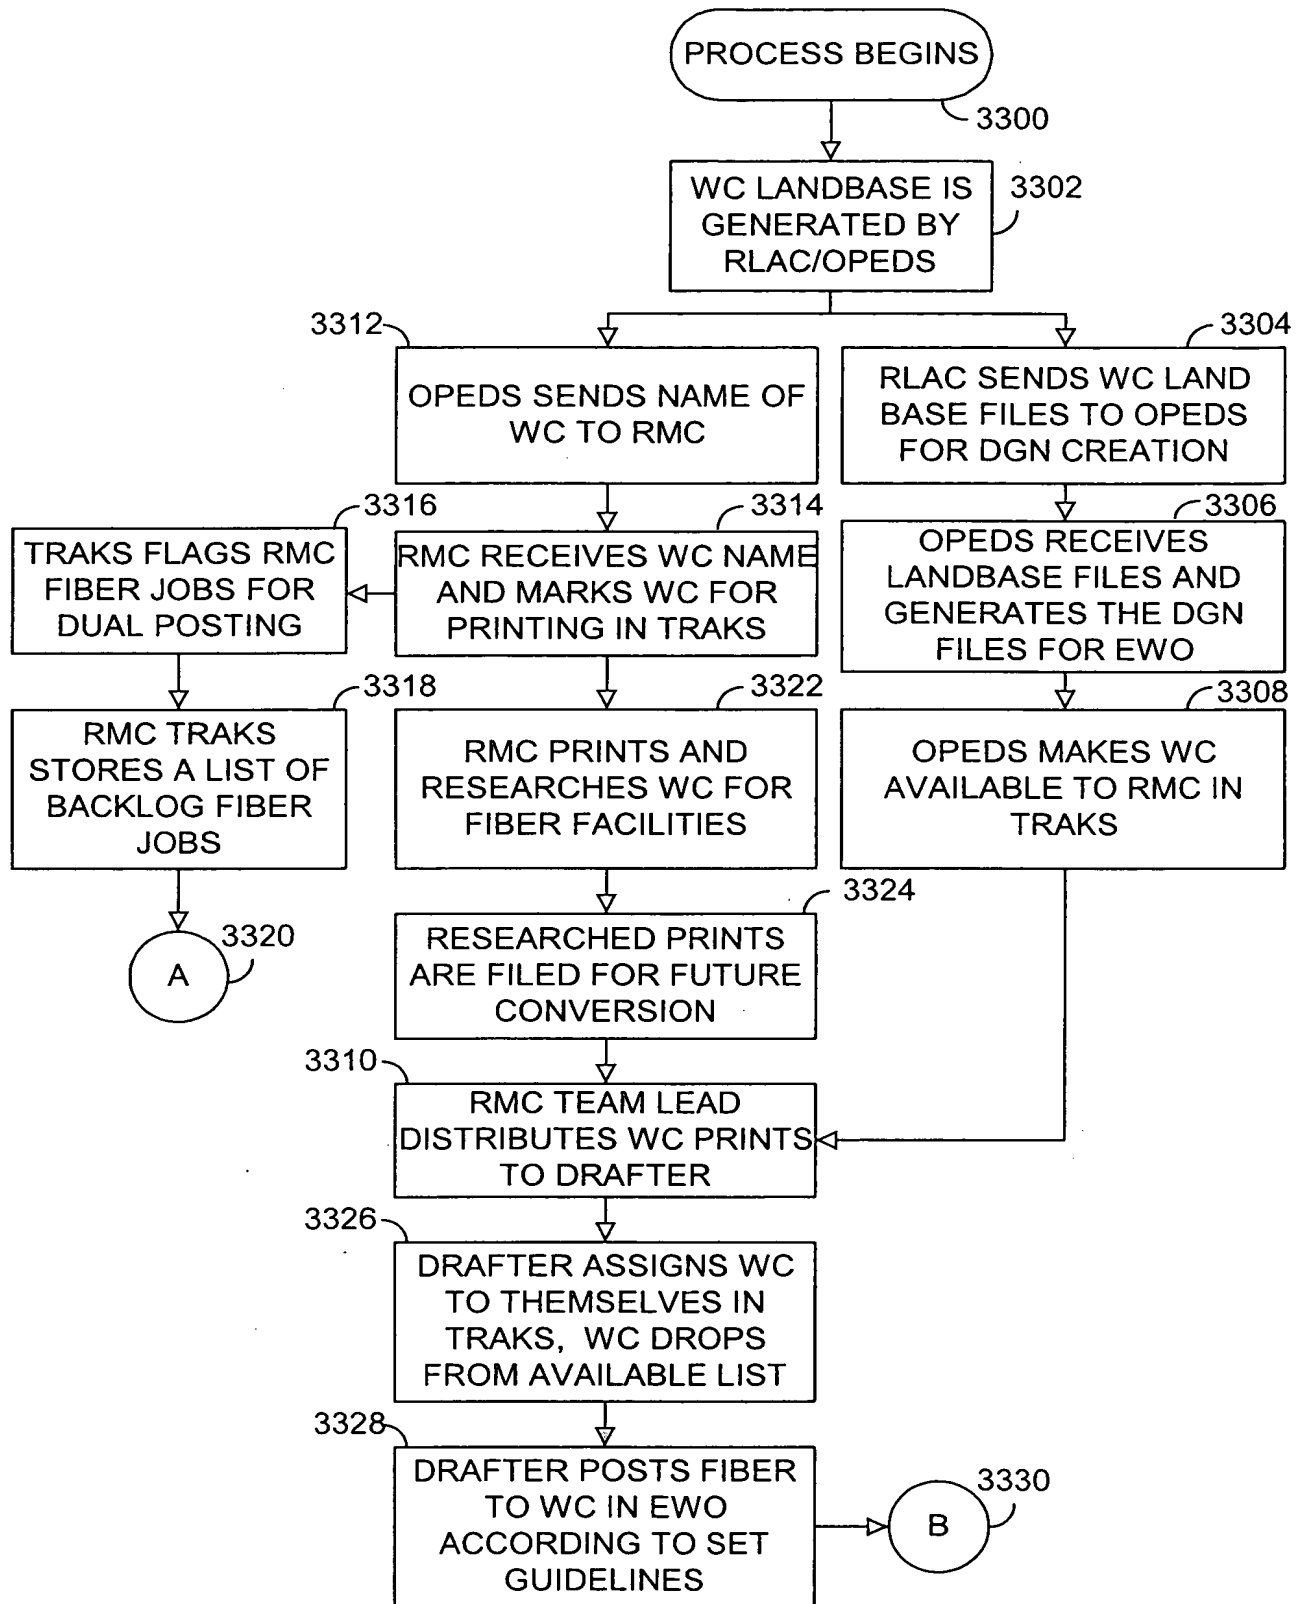 PROCESS BEGINS
3300
WC LANDBASE IS
GENERATED BY
RLAC/OPEDS
3302
3312
OPEDS SENDS NAME OF
WC TO RMC
3304
RLAC SENDS WC LAND
BASE FILES TO OPEDS
FOR DGN CREATION
3316
TRAKS FLAGS RMC
FIBER JOBS FOR
DUAL POSTING
3314
RMC RECEIVES WC NAME
AND MARKS WC FOR
PRINTING IN TRAKS
3306
OPEDS RECEIVES
LANDBASE FILES AND
GENERATES THE DGN
FILES FOR EWO
3318
RMC TRAKS
STORES A LIST OF
BACKLOG FIBER
JOBS
3322
RMC PRINTS AND
RESEARCHES WC FOR
FIBER FACILITIES
3308
OPEDS MAKES WC
AVAILABLE TO RMC IN
TRAKS
3320
A
3324
RESEARCHED PRINTS
ARE FILED FOR FUTURE
CONVERSION
3310
RMC TEAM LEAD
DISTRIBUTES WC PRINTS
TO DRAFTER
3326
DRAFTER ASSIGNS WC
TO THEMSELVES IN
TRAKS, WC DROPS
FROM AVAILABLE LIST
3328
DRAFTER POSTS FIBER
TO WC IN EWO
ACCORDING TO SET
GUIDELINES
3330
B